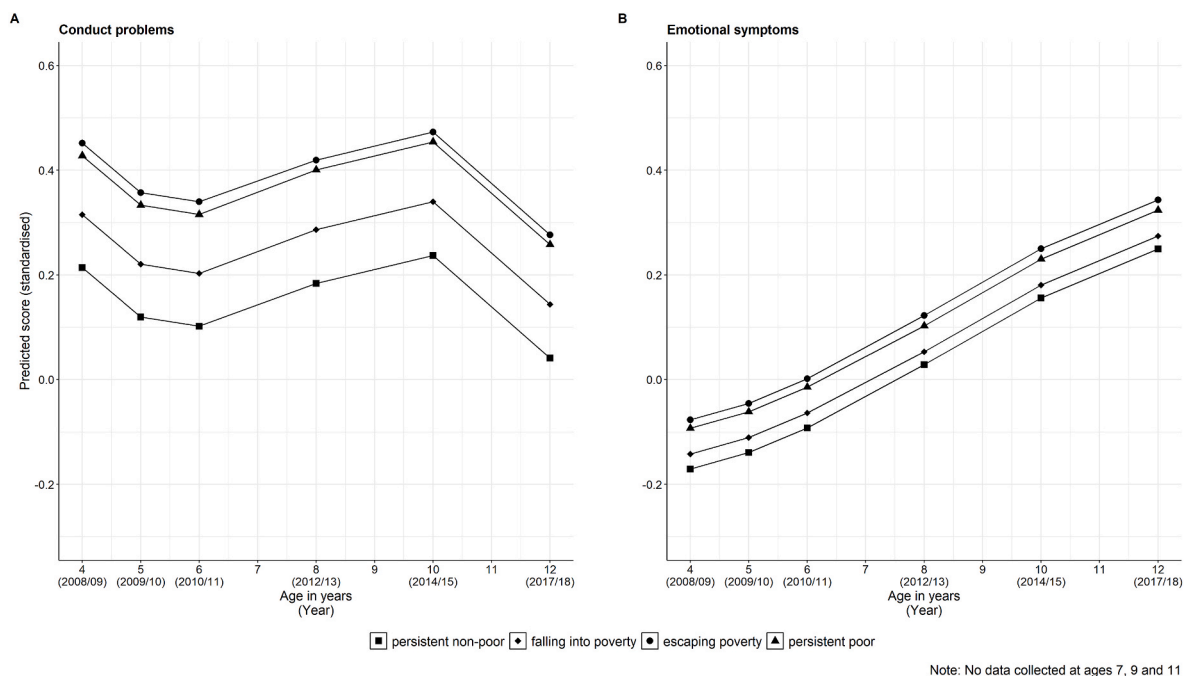 A
Conduct problems
0.6
0.4
0.2
0.0
-0.2
Predicted score (standardised)
4 5 6 7 8 9 10 11 12
(2008/09) (2009/10) (2010/11) (2012/13) (2014/15) (2017/18)
Age in years
(Year)
B
Emotional symptoms
0.6
0.4
0.2
0.0
-0.2
4 5 6 7 8 9 10 11 12
(2008/09) (2009/10) (2010/11) (2012/13) (2014/15) (2017/18)
Age in years
(Year)
persistent non-poor falling into poverty escaping poverty persistent poor
Note: No data collected at ages 7, 9 and 11